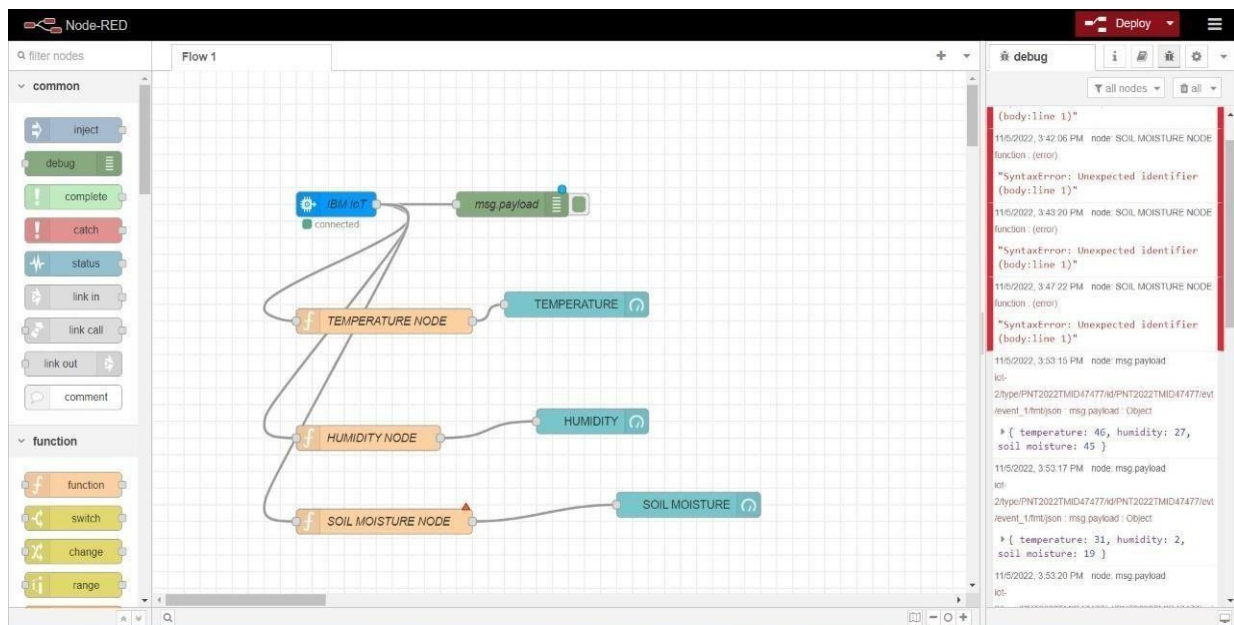 Node-RED
Deploy
filter nodes
common
inject
debug
complete
catch
status
link in
link call
link out
comment
function
function
switch
change
range
Flow 1
IBM IoT
connected
msg.payload
TEMPERATURE NODE
TEMPERATURE
HUMIDITY NODE
HUMIDITY
SOIL MOISTURE NODE
SOIL MOISTURE
debug
i
all nodes
all
(body:line 1)"
11/5/2022, 3:42:06 PM node: SOIL MOISTURE NODE
function : (error)
"SyntaxError: Unexpected identifier
(body:line 1)"
11/5/2022, 3:43:20 PM node: SOIL MOISTURE NODE
function : (error)
"SyntaxError: Unexpected identifier
(body:line 1)"
11/5/2022, 3:47:22 PM node: SOIL MOISTURE NODE
function : (error)
"SyntaxError: Unexpected identifier
(body:line 1)"
11/5/2022, 3:53:15 PM node: msg.payload
iot-
2/type/PNT2022TMID47477/id/PNT2022TMID47477/evt
/event_1/fmt/json : msg.payload : Object
{ temperature: 46, humidity: 27,
soil moisture: 45 }
11/5/2022, 3:53:17 PM node: msg.payload
iot-
2/type/PNT2022TMID47477/id/PNT2022TMID47477/evt
/event_1/fmt/json : msg.payload : Object
{ temperature: 31, humidity: 2,
soil moisture: 19 }
11/5/2022, 3:53:20 PM node: msg.payload
iot-